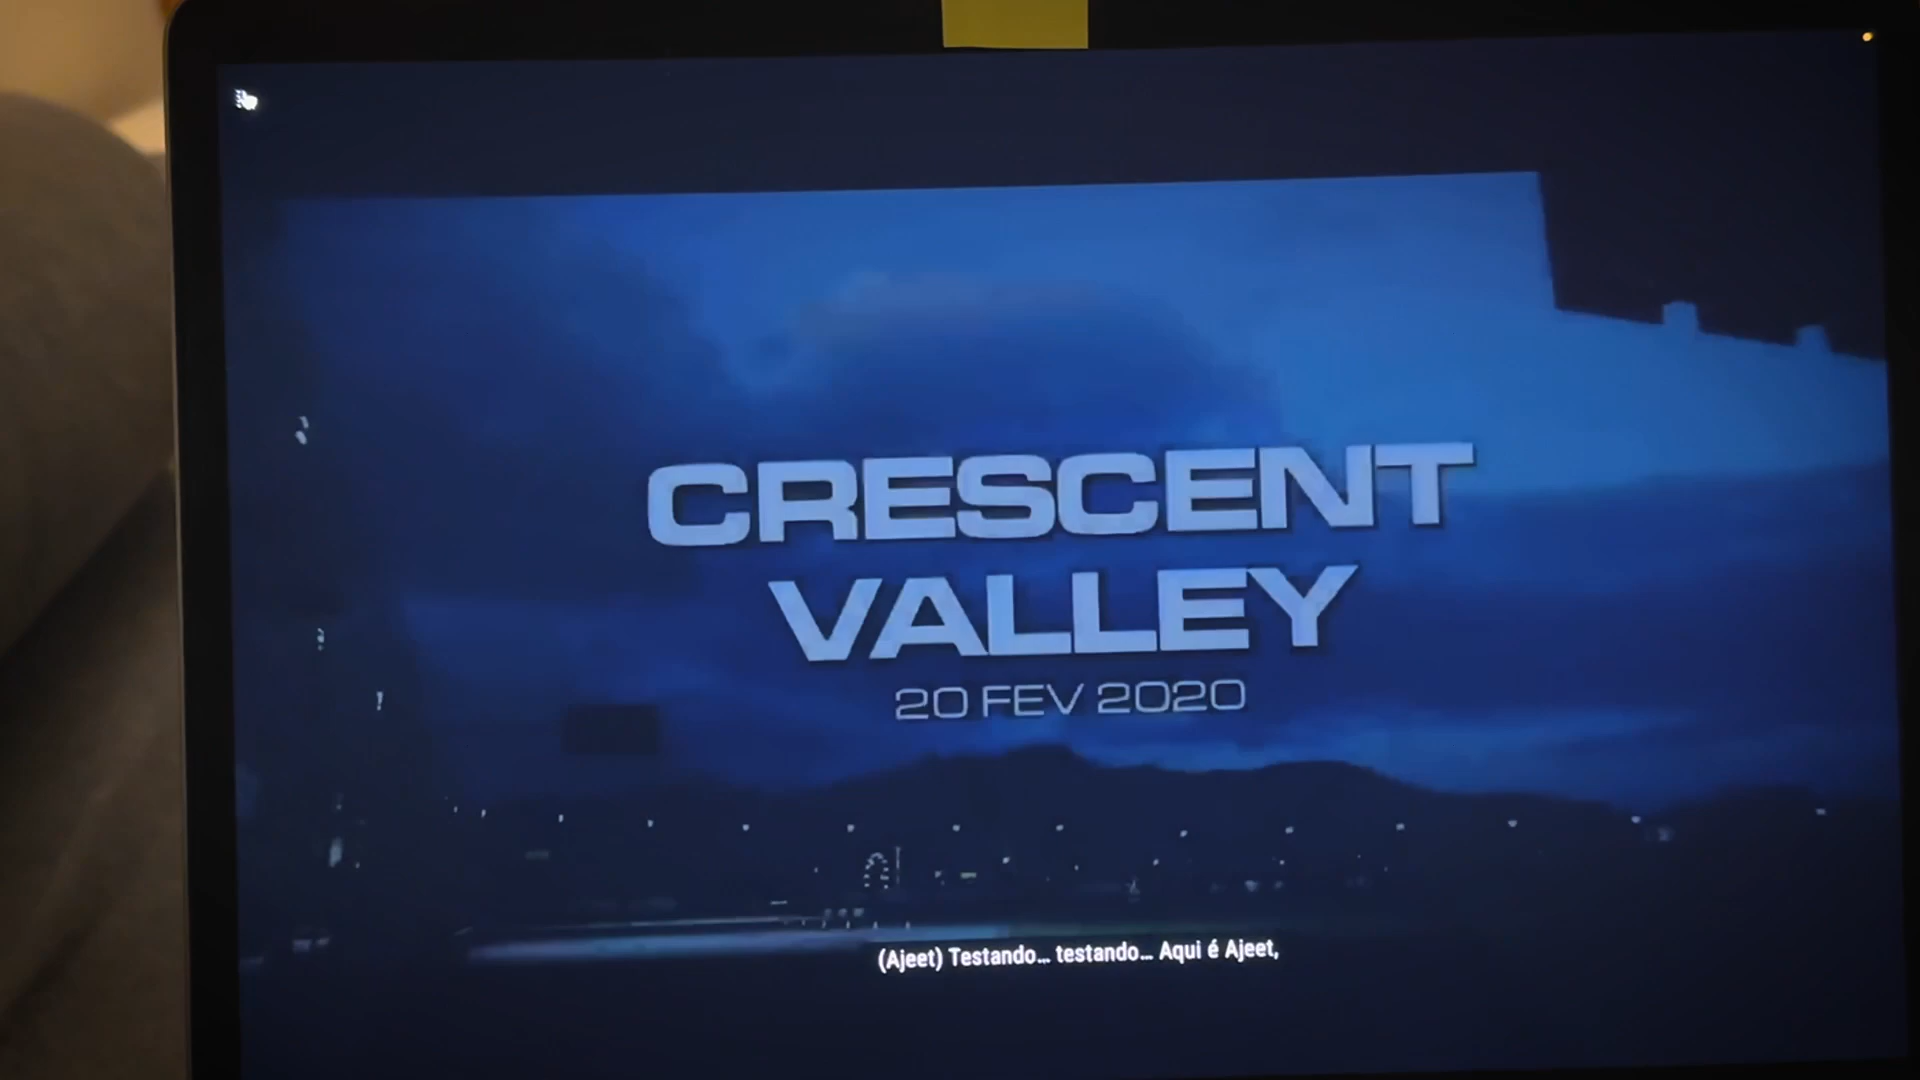 CRESCENT
VALLEY
20 FEV 2020
(Ajeet) Testando... testando... Aqui é Ajeet,